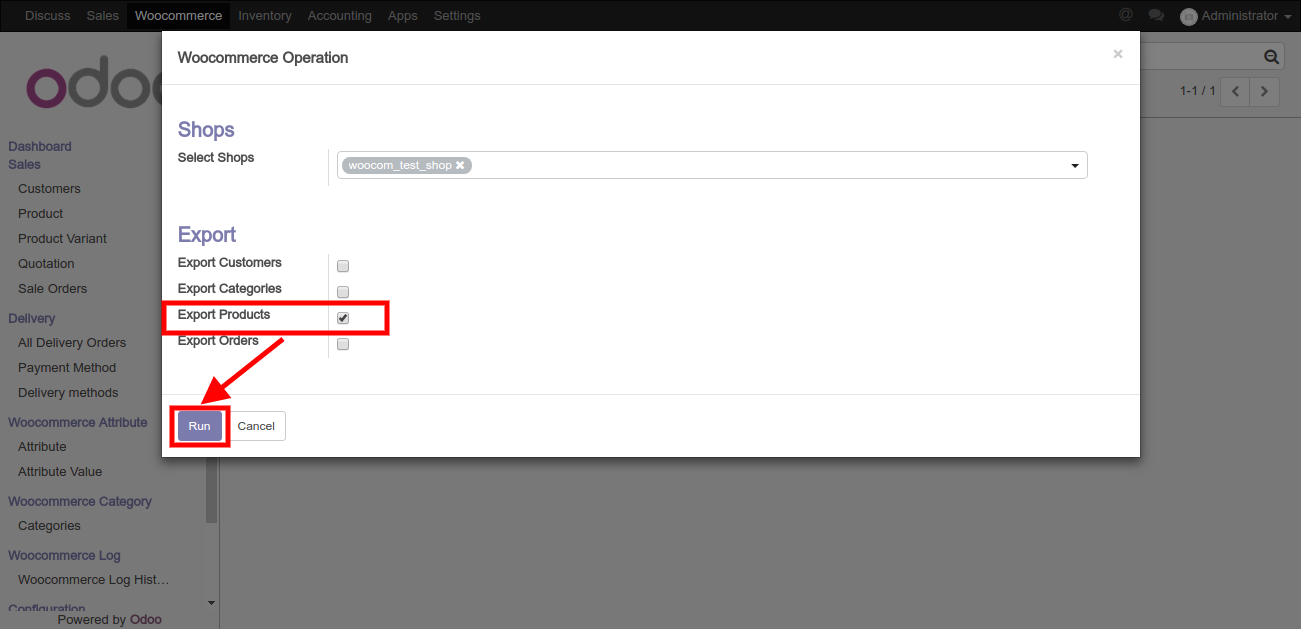 Discuss Sales Woocommerce Inventory Accounting Apps Settings @ Administrator
Woocommerce Operation ×
odoo
1-1 / 1
Shops
Select Shops woocom_test_shop ✖
Export
Export Customers
Export Categories
Export Products
Export Orders
Run Cancel
Dashboard
Sales
Customers
Product
Product Variant
Quotation
Sale Orders
Delivery
All Delivery Orders
Payment Method
Delivery methods
Woocommerce Attribute
Attribute
Attribute Value
Woocommerce Category
Categories
Woocommerce Log
Woocommerce Log Hist…
Configuration
Powered by Odoo